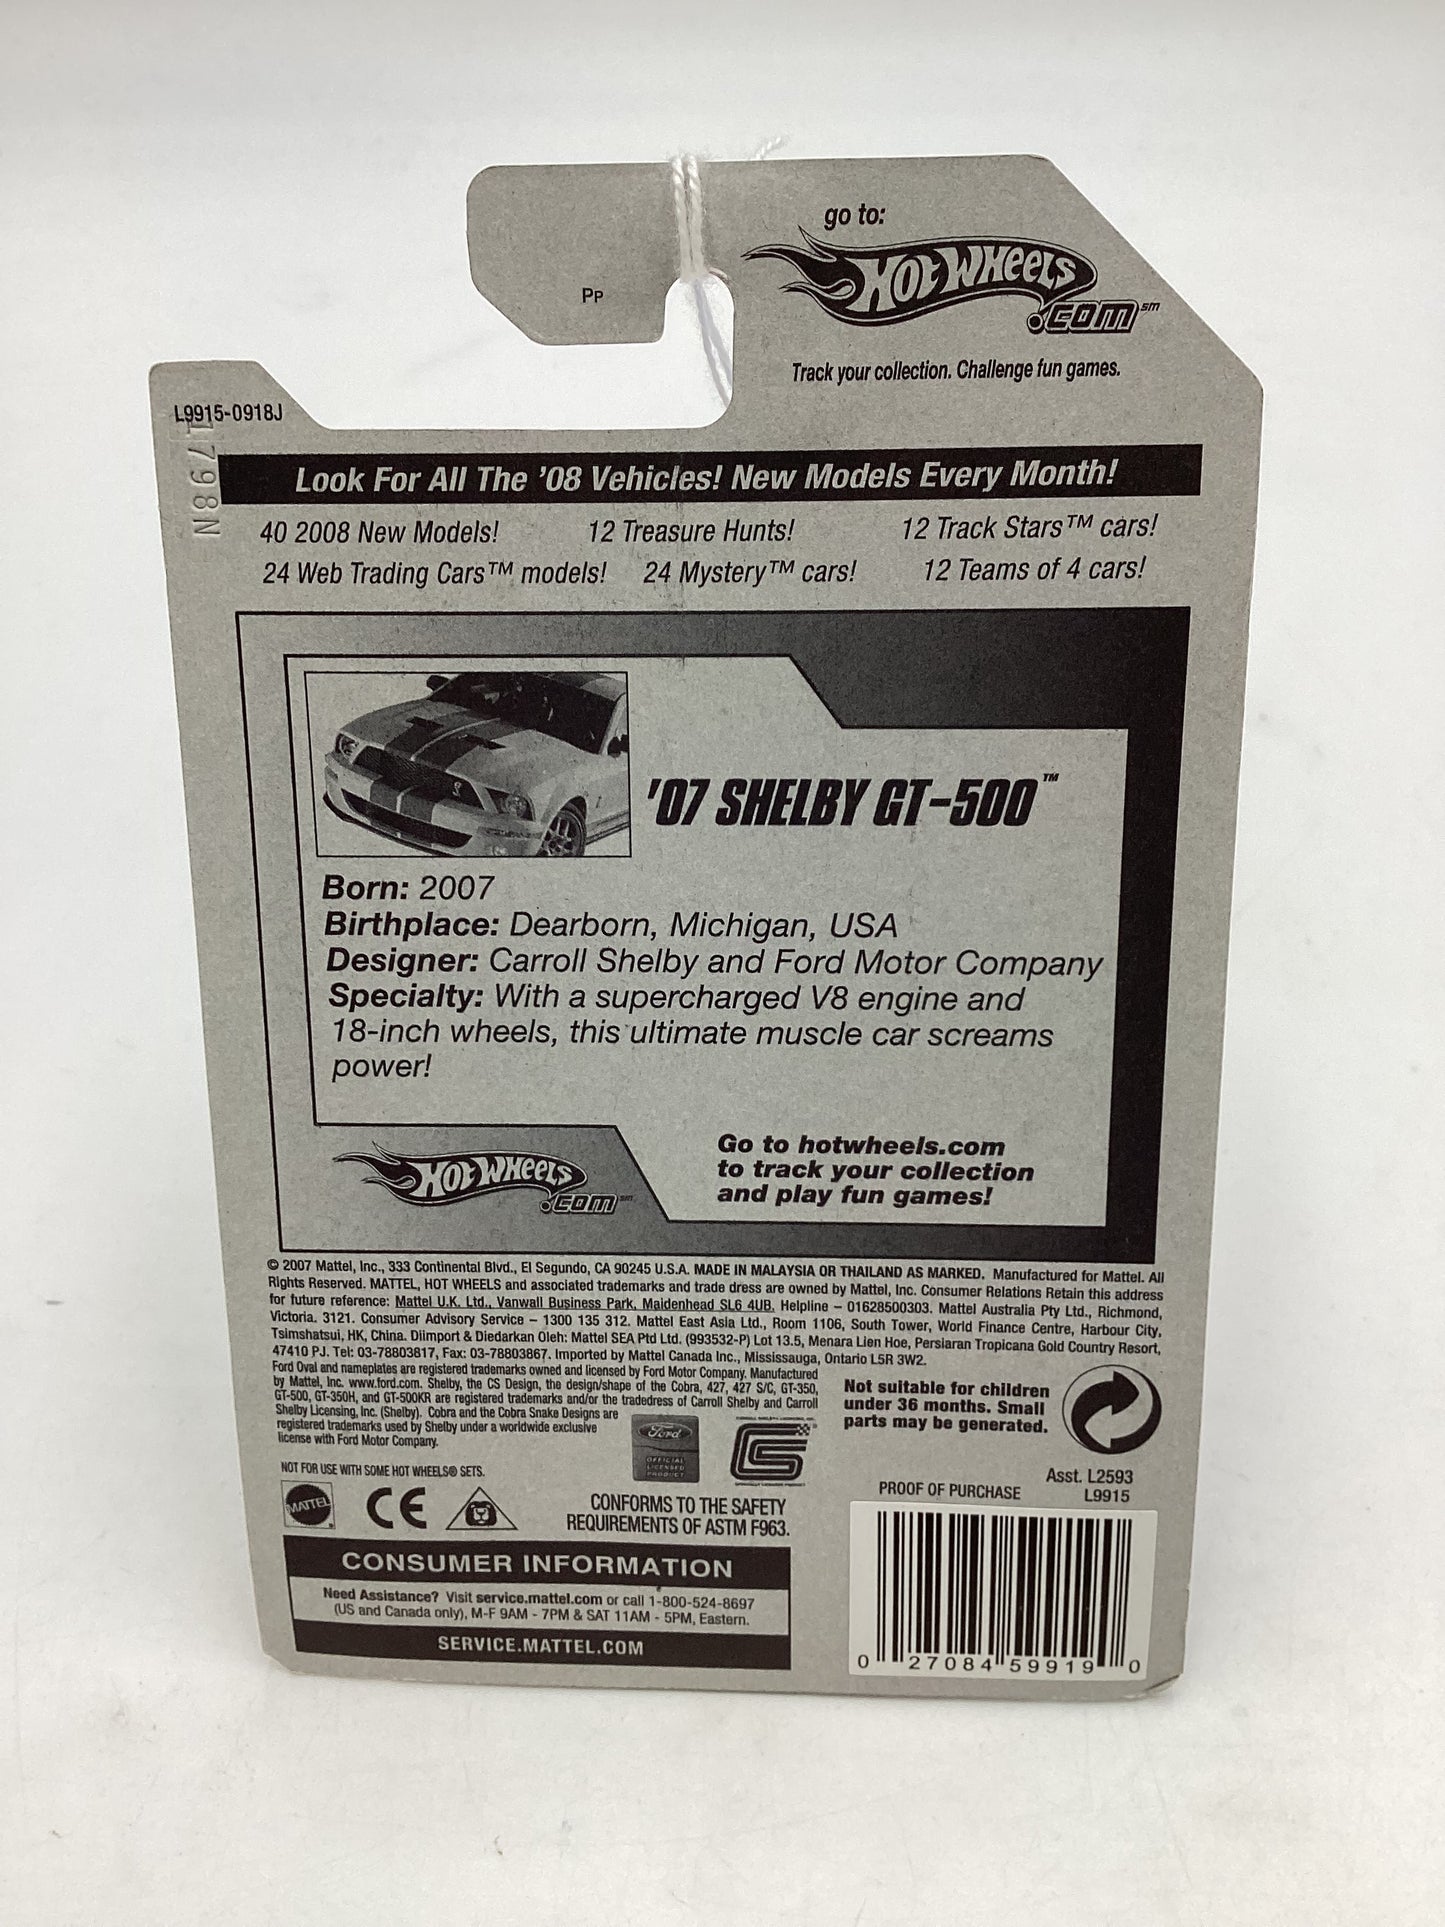 go to:
Hot Wheels
.com℠
Track your collection. Challenge fun games.
PP
L9915-0918J
1798N
Look For All The '08 Vehicles! New Models Every Month!
40 2008 New Models! 12 Treasure Hunts! 12 Track Stars™ cars!
24 Web Trading Cars™ models! 24 Mystery™ cars! 12 Teams of 4 cars!
'07 SHELBY GT-500™
Born: 2007
Birthplace: Dearborn, Michigan, USA
Designer: Carroll Shelby and Ford Motor Company
Specialty: With a supercharged V8 engine and
18-inch wheels, this ultimate muscle car screams
power!
Hot Wheels
.com℠
Go to hotwheels.com
to track your collection
and play fun games!
© 2007 Mattel, Inc., 333 Continental Blvd., El Segundo, CA 90245 U.S.A. MADE IN MALAYSIA OR THAILAND AS MARKED. Manufactured for Mattel. All
Rights Reserved. MATTEL, HOT WHEELS and associated trademarks and trade dress are owned by Mattel, Inc. Consumer Relations Retain this address
for future reference: Mattel U.K. Ltd., Vanwall Business Park, Maidenhead SL6 4UB. Helpline – 01628500303. Mattel Australia Pty Ltd., Richmond,
Victoria. 3121. Consumer Advisory Service – 1300 135 312. Mattel East Asia Ltd., Room 1106, South Tower, World Finance Centre, Harbour City,
Tsimshatsui, HK, China. Diimport & Diedarkan Oleh: Mattel SEA Ptd Ltd. (993532-P) Lot 13.5, Menara Lien Hoe, Persiaran Tropicana Gold Country Resort,
47410 PJ. Tel: 03-78803817, Fax: 03-78803867. Imported by Mattel Canada Inc., Mississauga, Ontario L5R 3W2.
Ford Oval and nameplates are registered trademarks owned and licensed by Ford Motor Company. Manufactured
by Mattel, Inc. www.ford.com. Shelby, the CS Design, the design/shape of the Cobra, 427, 427 S/C, GT-350,
GT-500, GT-350H, and GT-500KR are registered trademarks and/or the tradedress of Carroll Shelby and Carroll
Shelby Licensing, Inc. (Shelby). Cobra and the Cobra Snake Designs are
registered trademarks used by Shelby under a worldwide exclusive
license with Ford Motor Company.
Ford
OFFICIAL
LICENSED
PRODUCT
CS
Not suitable for children
under 36 months. Small
parts may be generated.
NOT FOR USE WITH SOME HOT WHEELS® SETS.
MATTEL
CE
CONFORMS TO THE SAFETY
REQUIREMENTS OF ASTM F963.
PROOF OF PURCHASE
Asst. L2593
L9915
CONSUMER INFORMATION
Need Assistance? Visit service.mattel.com or call 1-800-524-8697
(US and Canada only), M-F 9AM - 7PM & SAT 11AM - 5PM, Eastern.
SERVICE.MATTEL.COM
0 27084 59919 0